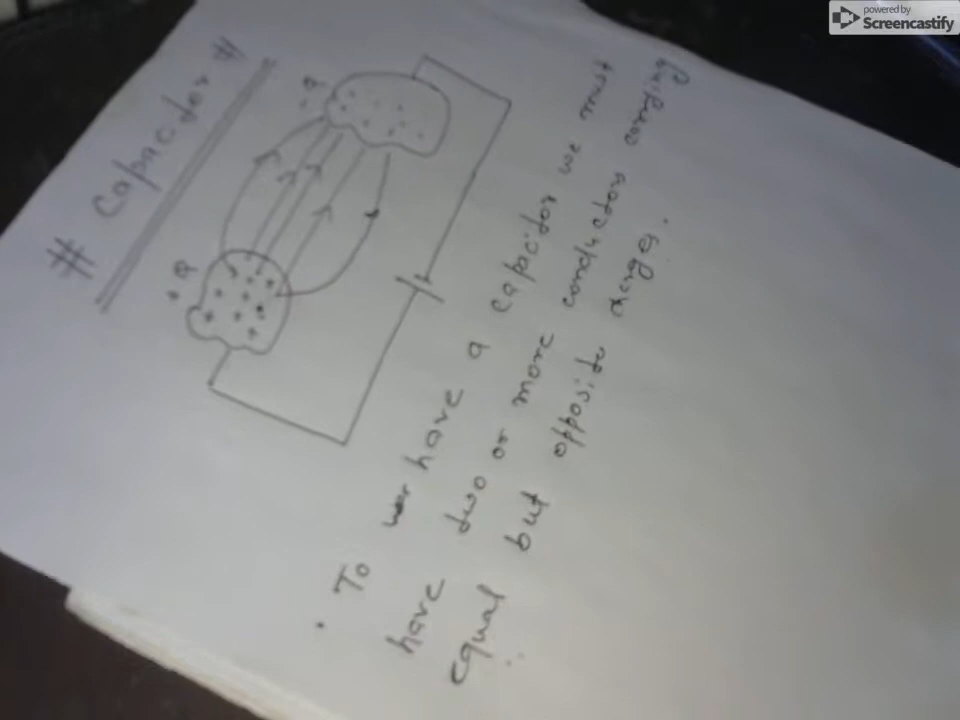 # Capacitor #
+Q
-Q
• To have a capacitor we must
have two or more conductors carrying
equal but opposite charges.
powered by
Screencastify